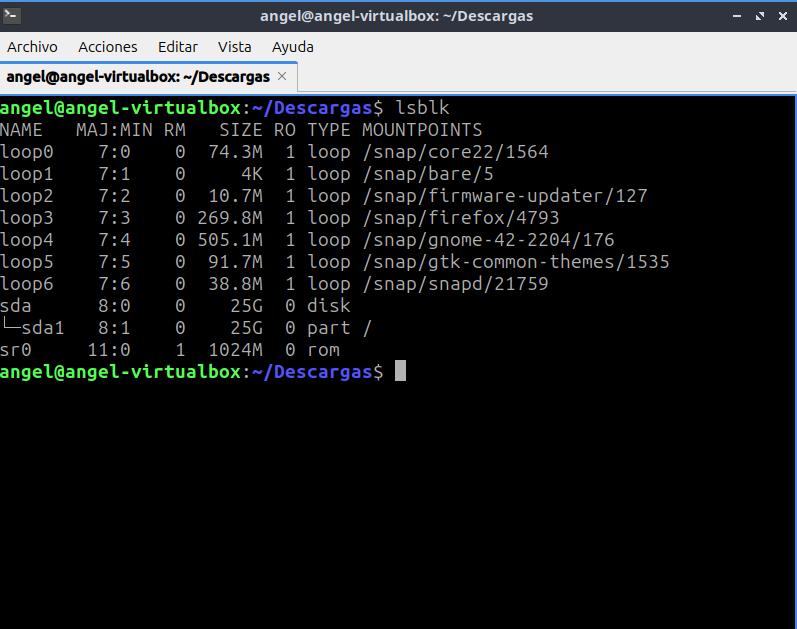 angel@angel-virtualbox: ~/Descargas
Archivo Acciones Editar Vista Ayuda
angel@angel-virtualbox: ~/Descargas ×
angel@angel-virtualbox:~/Descargas$ lsblk
NAME   MAJ:MIN RM   SIZE RO TYPE MOUNTPOINTS
loop0    7:0    0  74.3M  1 loop /snap/core22/1564
loop1    7:1    0     4K  1 loop /snap/bare/5
loop2    7:2    0  10.7M  1 loop /snap/firmware-updater/127
loop3    7:3    0 269.8M  1 loop /snap/firefox/4793
loop4    7:4    0 505.1M  1 loop /snap/gnome-42-2204/176
loop5    7:5    0  91.7M  1 loop /snap/gtk-common-themes/1535
loop6    7:6    0  38.8M  1 loop /snap/snapd/21759
sda      8:0    0    25G  0 disk
└─sda1   8:1    0    25G  0 part /
sr0     11:0    1  1024M  0 rom
angel@angel-virtualbox:~/Descargas$